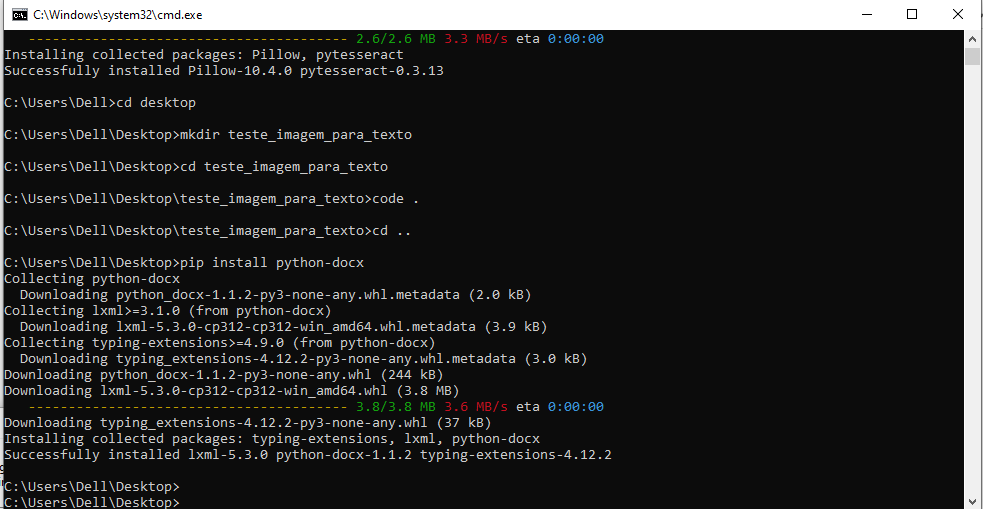 C:\Windows\system32\cmd.exe
---------------------------------------- 2.6/2.6 MB 3.3 MB/s eta 0:00:00
Installing collected packages: Pillow, pytesseract
Successfully installed Pillow-10.4.0 pytesseract-0.3.13
C:\Users\Dell>cd desktop
C:\Users\Dell\Desktop>mkdir teste_imagem_para_texto
C:\Users\Dell\Desktop>cd teste_imagem_para_texto
C:\Users\Dell\Desktop\teste_imagem_para_texto>code .
C:\Users\Dell\Desktop\teste_imagem_para_texto>cd ..
C:\Users\Dell\Desktop>pip install python-docx
Collecting python-docx
  Downloading python_docx-1.1.2-py3-none-any.whl.metadata (2.0 kB)
Collecting lxml>=3.1.0 (from python-docx)
  Downloading lxml-5.3.0-cp312-cp312-win_amd64.whl.metadata (3.9 kB)
Collecting typing-extensions>=4.9.0 (from python-docx)
  Downloading typing_extensions-4.12.2-py3-none-any.whl.metadata (3.0 kB)
Downloading python_docx-1.1.2-py3-none-any.whl (244 kB)
Downloading lxml-5.3.0-cp312-cp312-win_amd64.whl (3.8 MB)
---------------------------------------- 3.8/3.8 MB 3.6 MB/s eta 0:00:00
Downloading typing_extensions-4.12.2-py3-none-any.whl (37 kB)
Installing collected packages: typing-extensions, lxml, python-docx
Successfully installed lxml-5.3.0 python-docx-1.1.2 typing-extensions-4.12.2
C:\Users\Dell\Desktop>
C:\Users\Dell\Desktop>